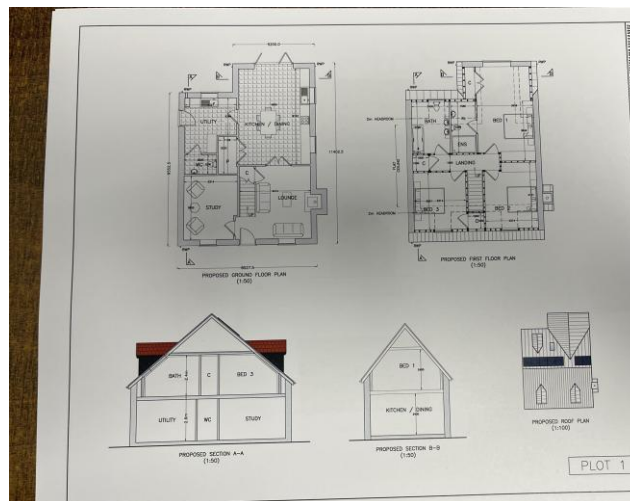 UTILITY
KITCHEN / DINING
WC
C
STUDY
LOUNGE
PROPOSED GROUND FLOOR PLAN
(1:50)
BATH
C
BED 1
ENS
C
LANDING
BED 3
BED 2
PROPOSED FIRST FLOOR PLAN
(1:50)
BATH
C
BED 3
UTILITY
WC
STUDY
PROPOSED SECTION A-A
(1:50)
BED 1
KITCHEN / DINING
PROPOSED SECTION B-B
(1:50)
PROPOSED ROOF PLAN
(1:100)
PLOT 1